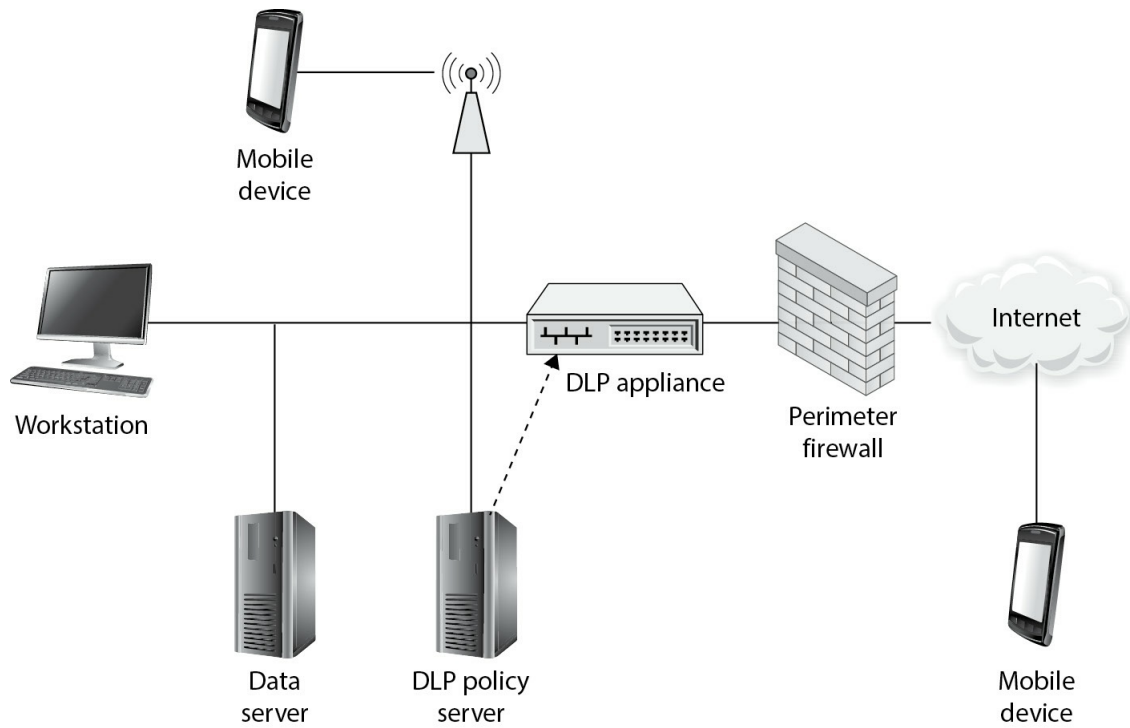 Mobile
device
Internet
DLP appliance
Workstation
Perimeter
firewall
Data
server
DLP policy
server
Mobile
device